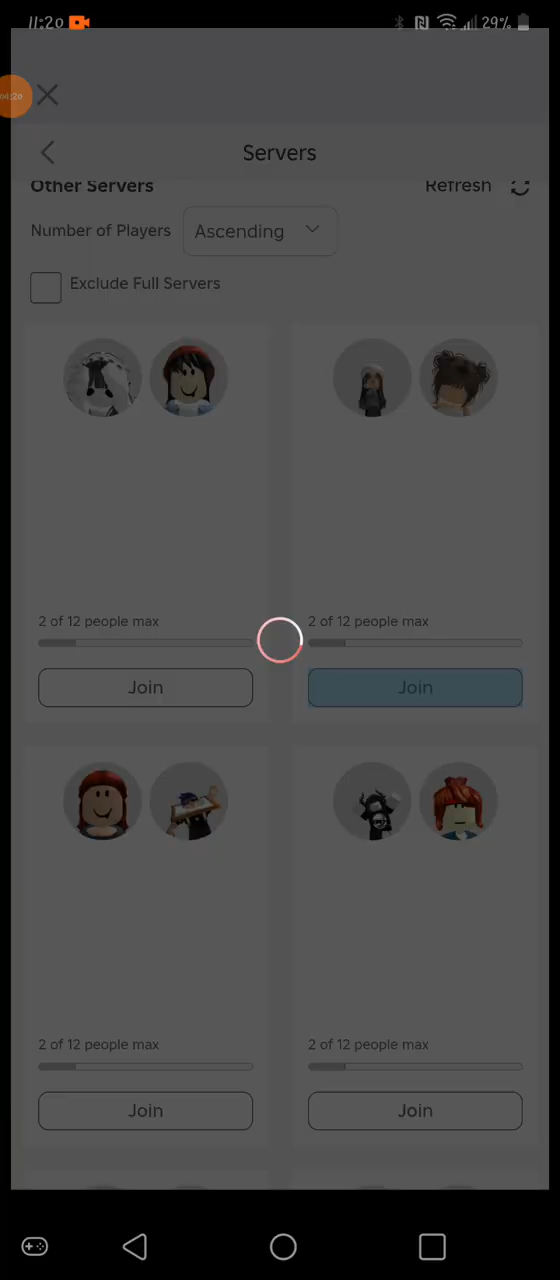 11:20 29%
04:20
Servers
Other Servers Refresh
Number of Players Ascending
Exclude Full Servers
2 of 12 people max 2 of 12 people max
Join Join
2 of 12 people max 2 of 12 people max
Join Join